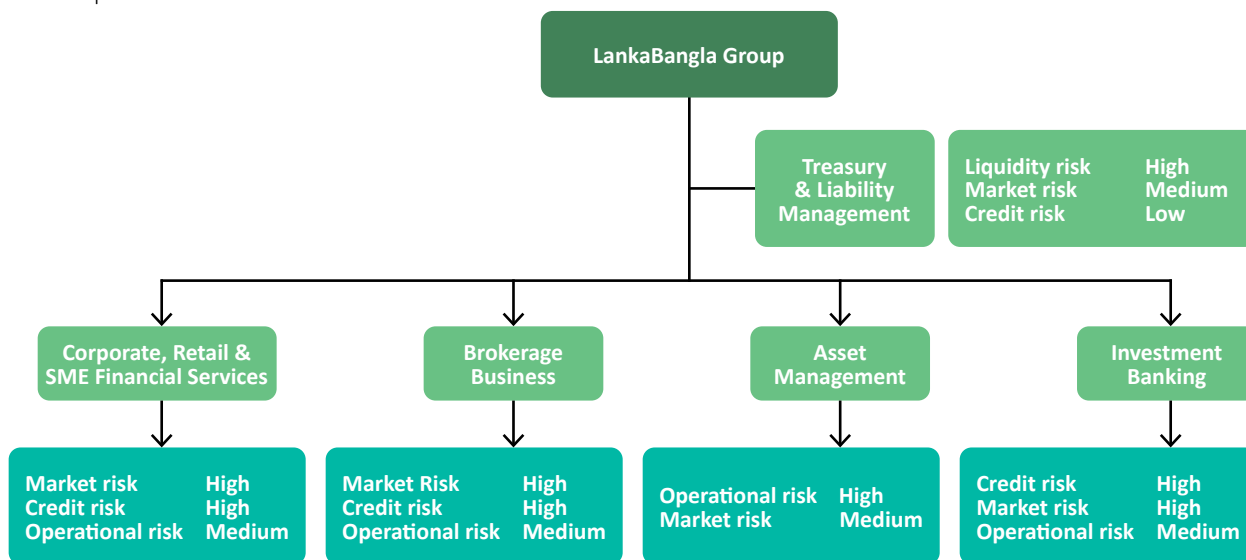 LankaBangla Group
Treasury
& Liability
Management
Liquidity risk High
Market risk Medium
Credit risk Low
Corporate, Retail &
SME Financial Services
Brokerage
Business
Asset
Management
Investment
Banking
Market risk High
Credit risk High
Operational risk Medium
Market Risk High
Credit risk High
Operational risk Medium
Operational risk High
Market risk Medium
Credit risk High
Market risk High
Operational risk Medium